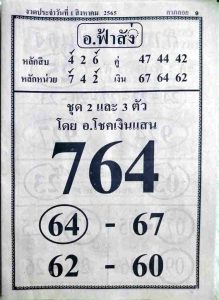 งวดประจำวันที่ 1 สิงหาคม 2565
อ.ฟ้าสั่ง
หลักสิบ 4 2 6 คู่ 47 44 42
หลักหน่วย 7 4 2 เงิน 67 64 62
ชุด 2 และ 3 ตัว
โดย อ.โชคเงินแสน
764
64 - 67
62 - 60